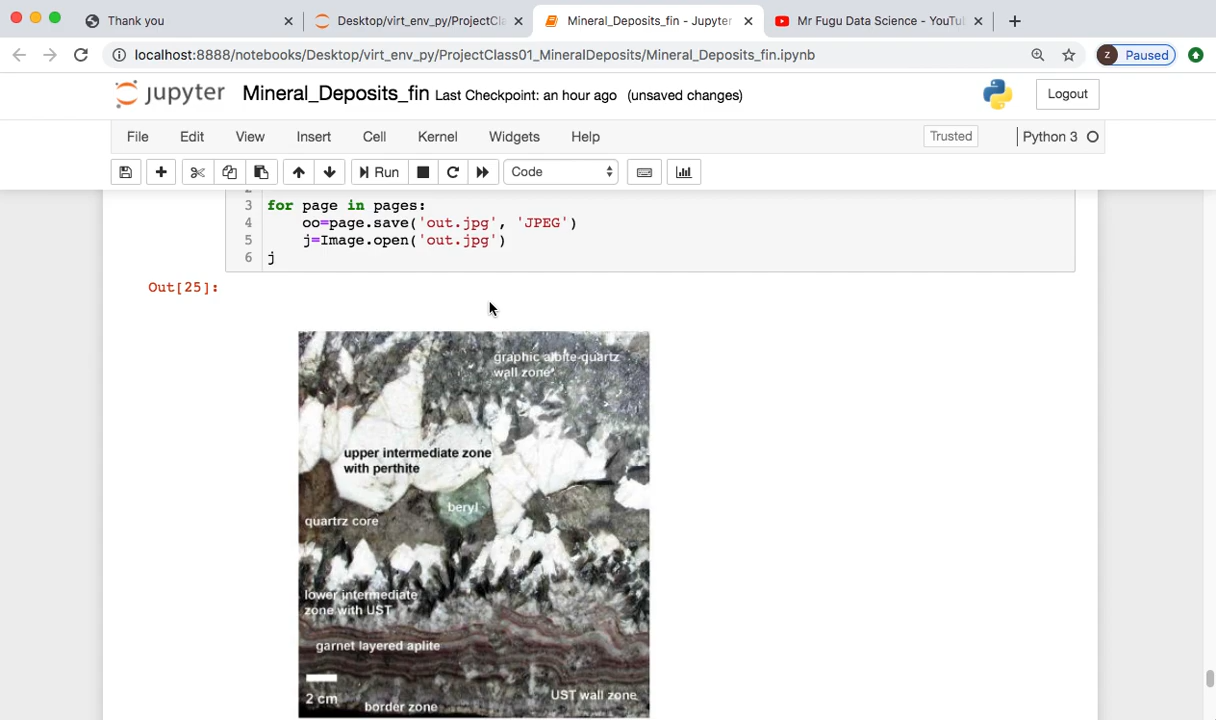 Thank you
Desktop/virt_env_py/ProjectCla
Mineral_Deposits_fin - Jupyter
Mr Fugu Data Science - YouTu
localhost:8888/notebooks/Desktop/virt_env_py/ProjectClass01_MineralDeposits/Mineral_Deposits_fin.ipynb
Z Paused
jupyter Mineral_Deposits_fin Last Checkpoint: an hour ago (unsaved changes)
Logout
File Edit View Insert Cell Kernel Widgets Help
Trusted
Python 3
Run
Code
3 for page in pages:
4 oo=page.save('out.jpg', 'JPEG')
5 j=Image.open('out.jpg')
6 j
Out[25]:
graphic albite-quartz
wall zone
upper intermediate zone
with perthite
beryl
quartrz core
lower intermediate
zone with UST
garnet layered aplite
2 cm
UST wall zone
border zone